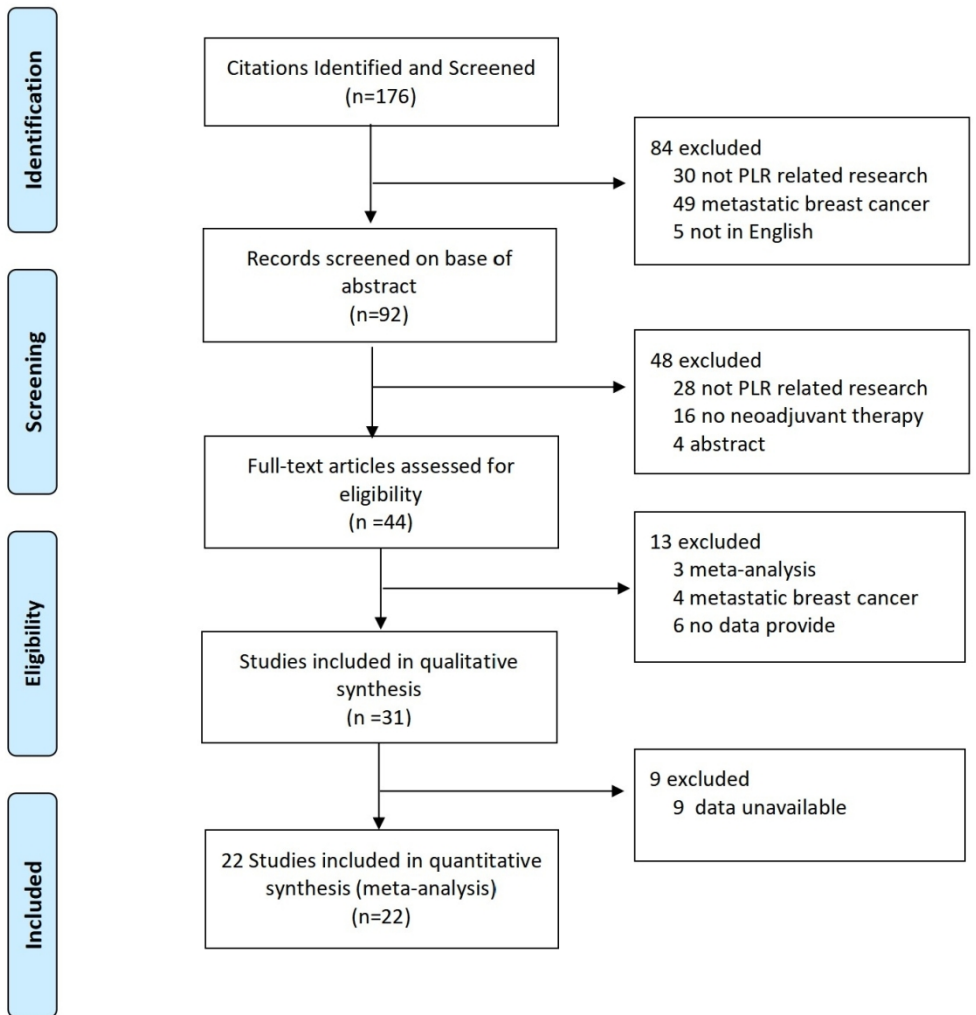 Identification
Citations Identified and Screened
(n=176)
84 excluded
30 not PLR related research
49 metastatic breast cancer
5 not in English
Screening
Records screened on base of
abstract
(n=92)
48 excluded
28 not PLR related research
16 no neoadjuvant therapy
4 abstract
Full-text articles assessed for
eligibility
(n =44)
Eligibility
13 excluded
3 meta-analysis
4 metastatic breast cancer
6 no data provide
Studies included in qualitative
synthesis
(n =31)
Included
9 excluded
9 data unavailable
22 Studies included in quantitative
synthesis (meta-analysis)
(n=22)